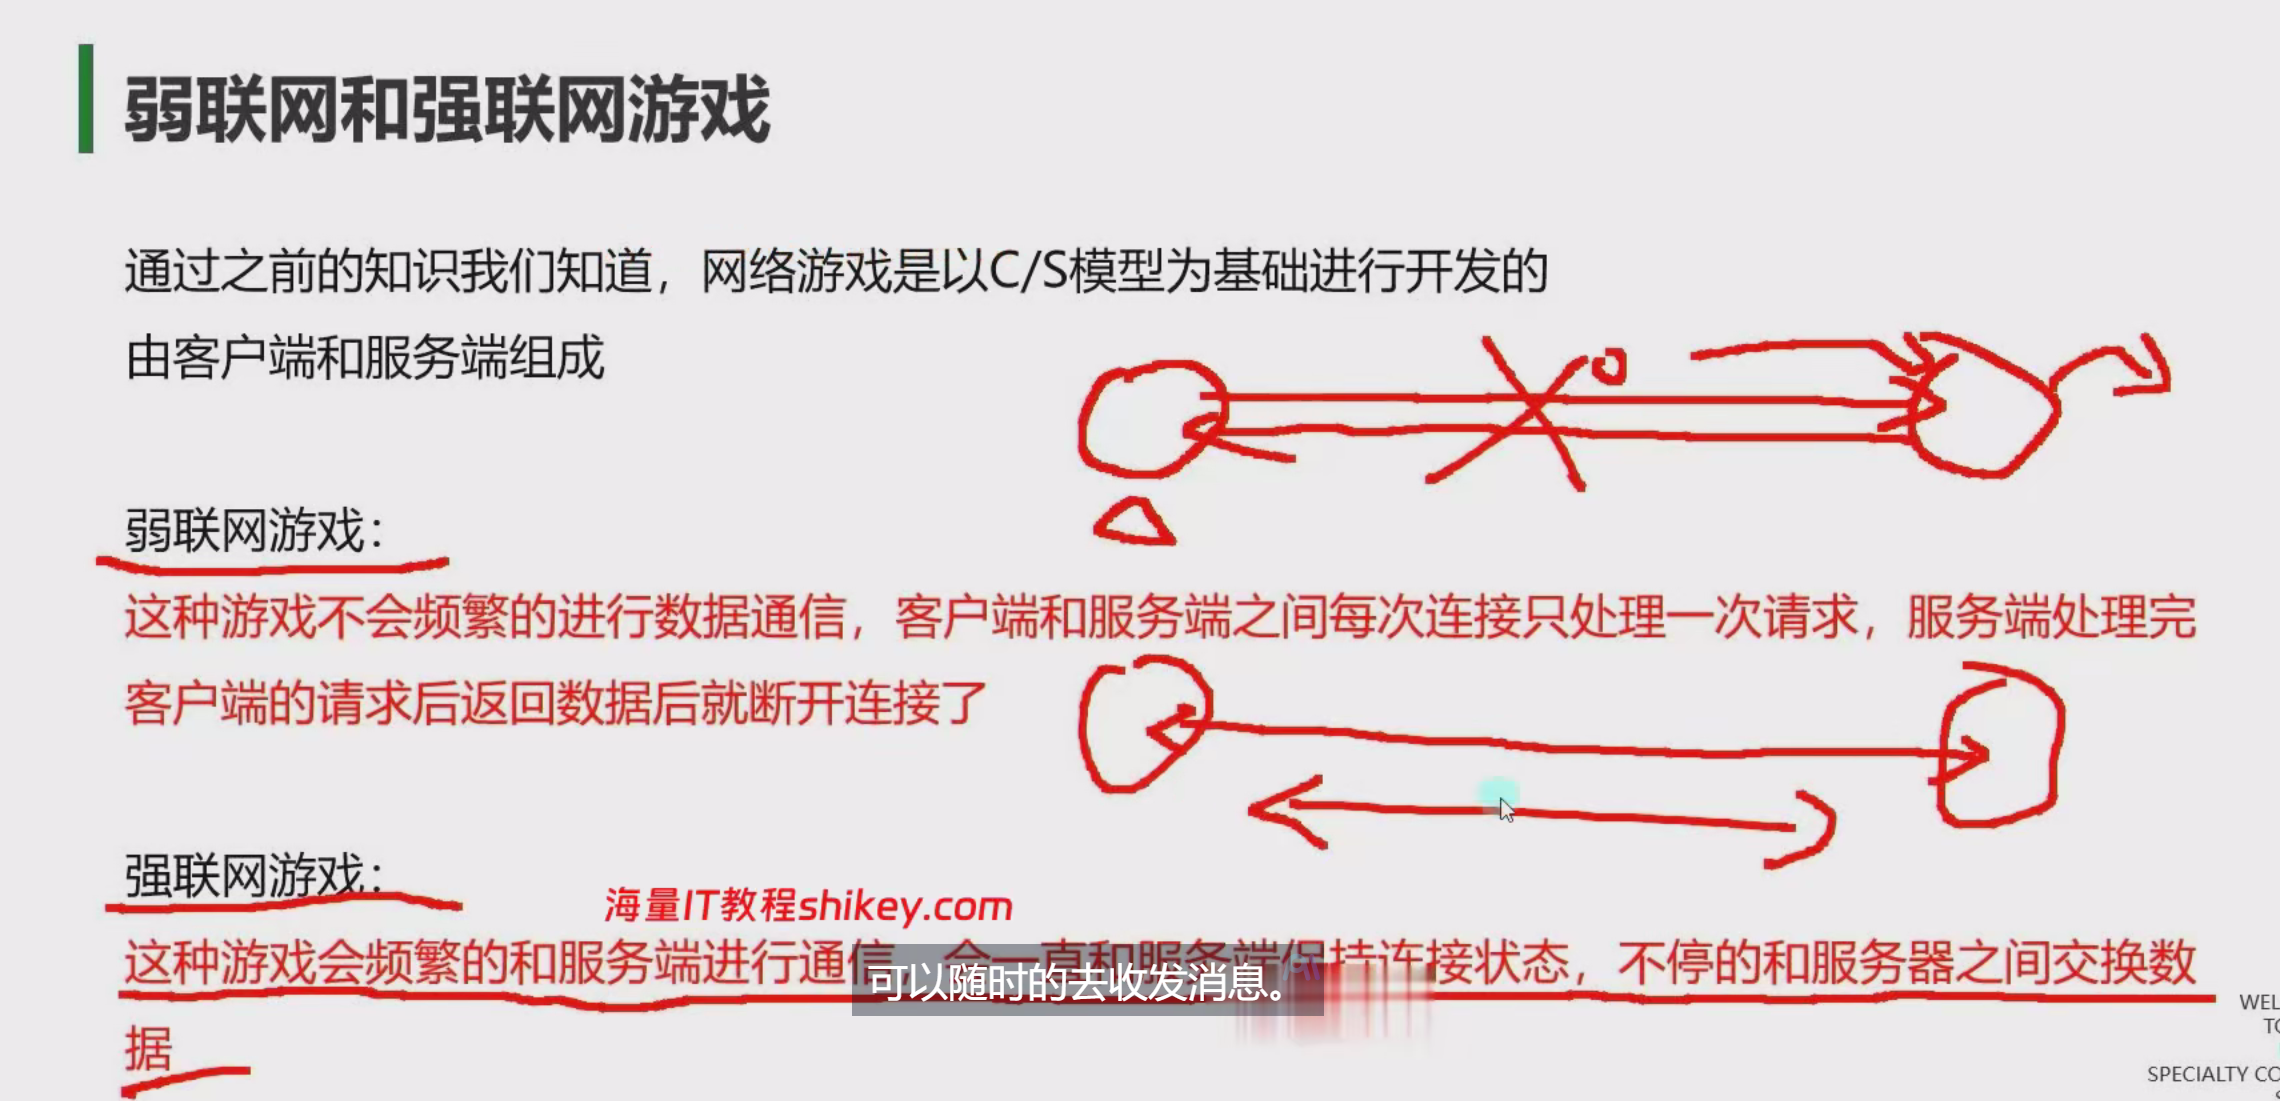 弱联网和强联网游戏
通过之前的知识我们知道，网络游戏是以C/S模型为基础进行开发的
由客户端和服务端组成
弱联网游戏：
这种游戏不会频繁的进行数据通信，客户端和服务端之间每次连接只处理一次请求，服务端处理完
客户端的请求后返回数据后就断开连接了
强联网游戏：
海量IT教程shikey.com
这种游戏会频繁的和服务端进行通信，会一直和服务端保持连接状态，不停的和服务器之间交换数
可以随时的去收发消息。
据
WEL
SPECIALTY CO